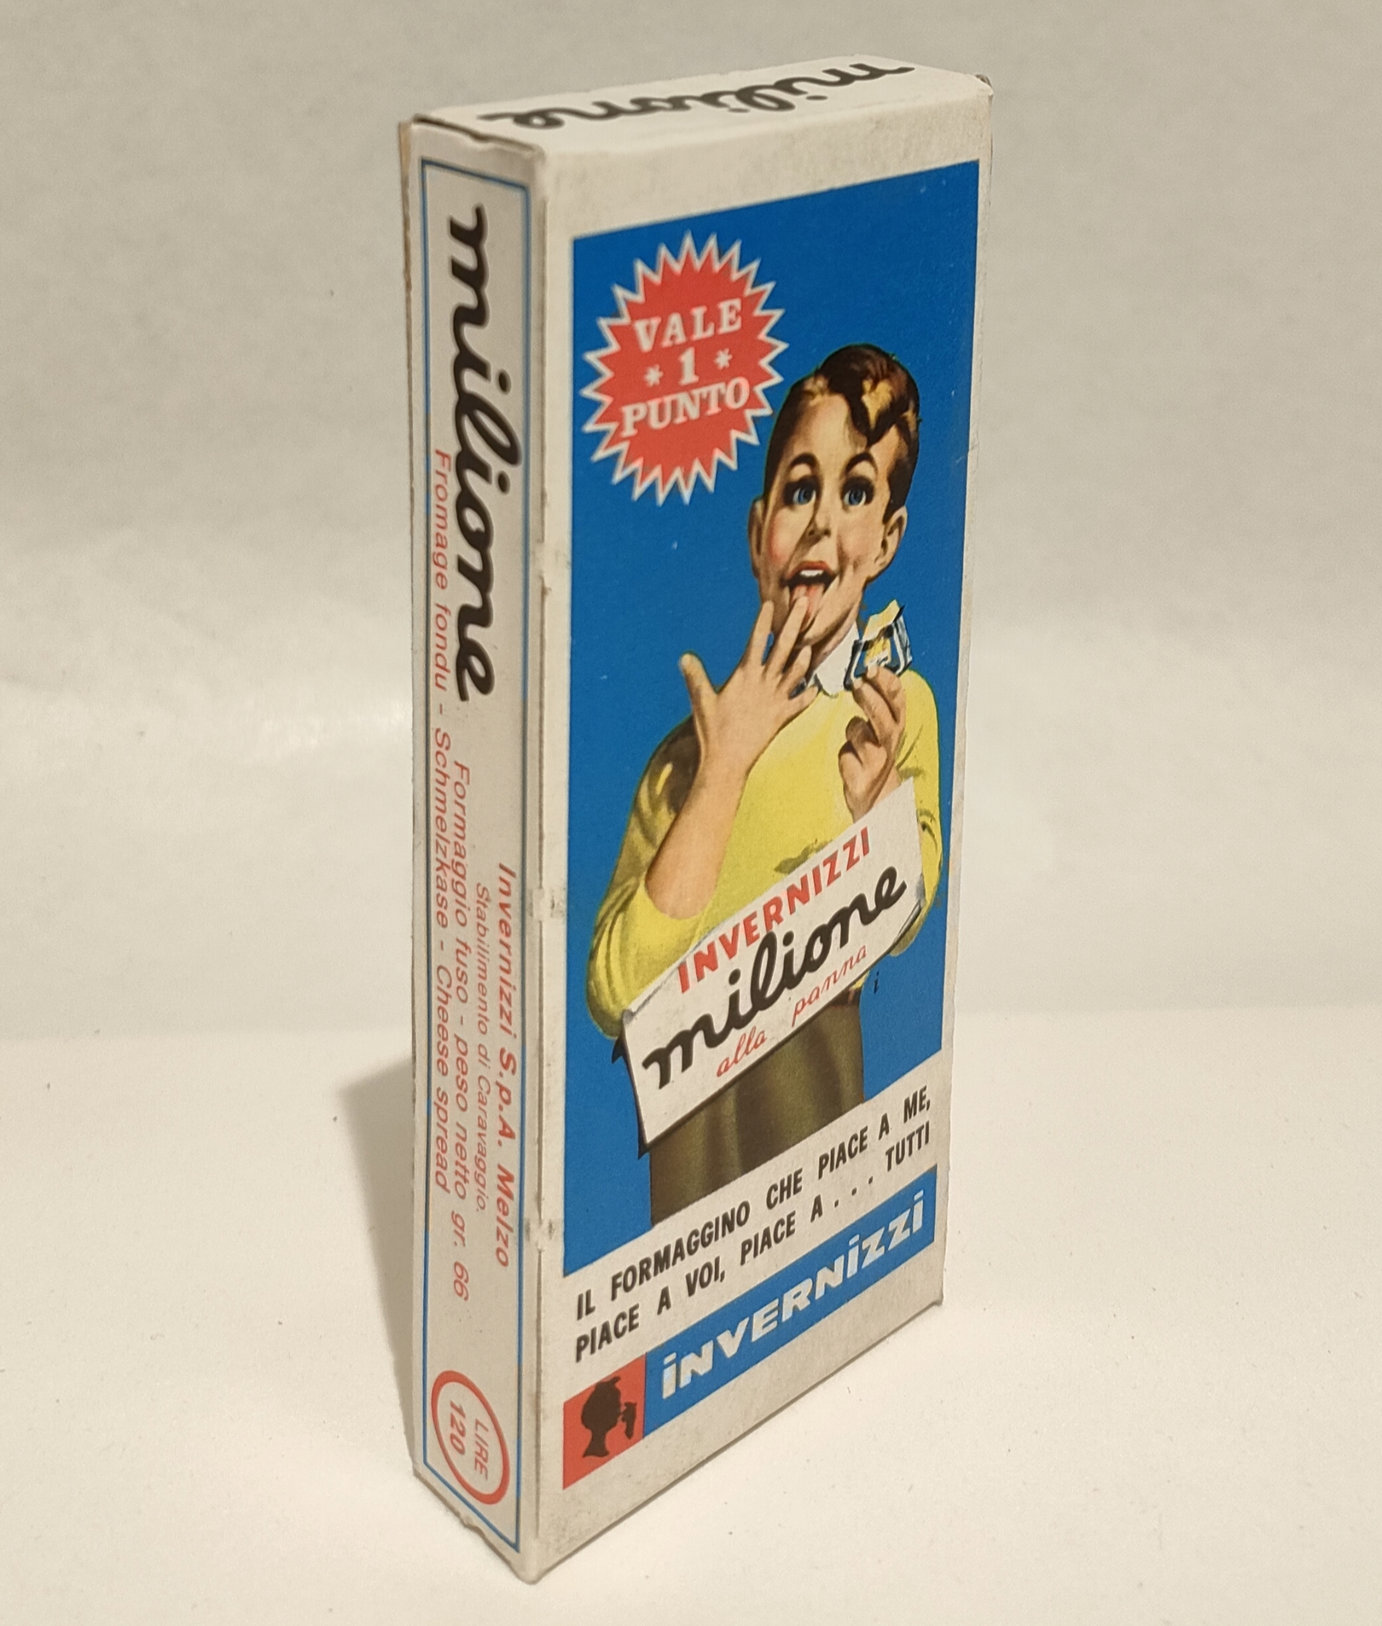 milione
milione
Fromage fondu - Schmelzkase - Cheese spread
Formaggio fuso - peso netto gr. 66
Stabilimento di Caravaggio.
Invernizzi S.p.A. Melzo
LIRE
120
VALE
* 1 *
PUNTO
INVERNIZZI
milione
alla panna
i
IL FORMAGGINO CHE PIACE A ME,
PIACE A VOI, PIACE A... TUTTI
iNVERNiZZi